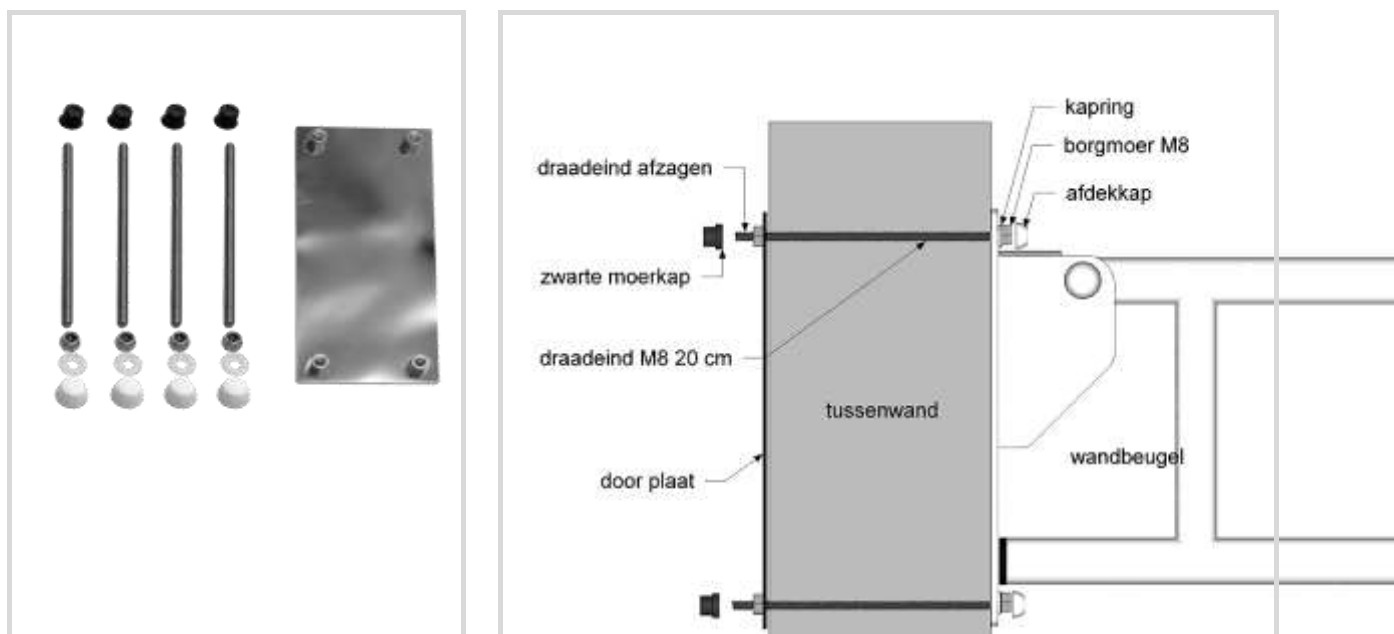 kapring
borgmoer M8
draadeind afzagen
afdekkap
zwarte moerkap
draadeind M8 20 cm
tussenwand
wandbeugel
door plaat